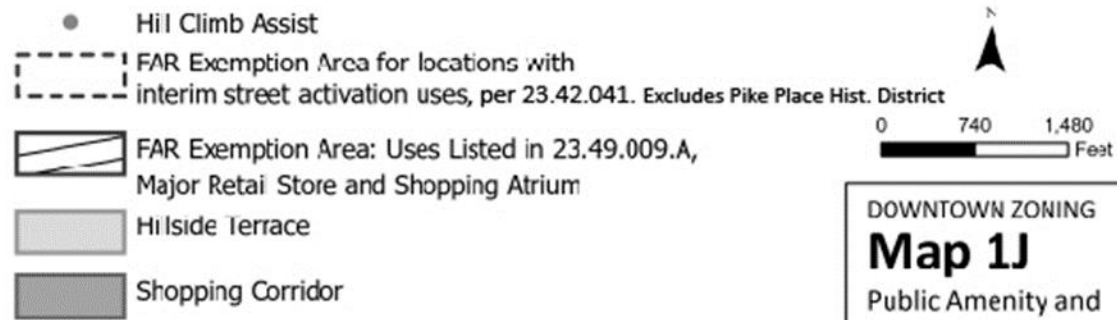 Hill Climb Assist
FAR Exemption Area for locations with
interim street activation uses, per 23.42.041. Excludes Pike Place Hist. District
FAR Exemption Area: Uses Listed in 23.49.009.A,
Major Retail Store and Shopping Atrium
Hillside Terrace
Shopping Corridor
N
0 740 1,480
Feet
DOWNTOWN ZONING
Map 1J
Public Amenity and